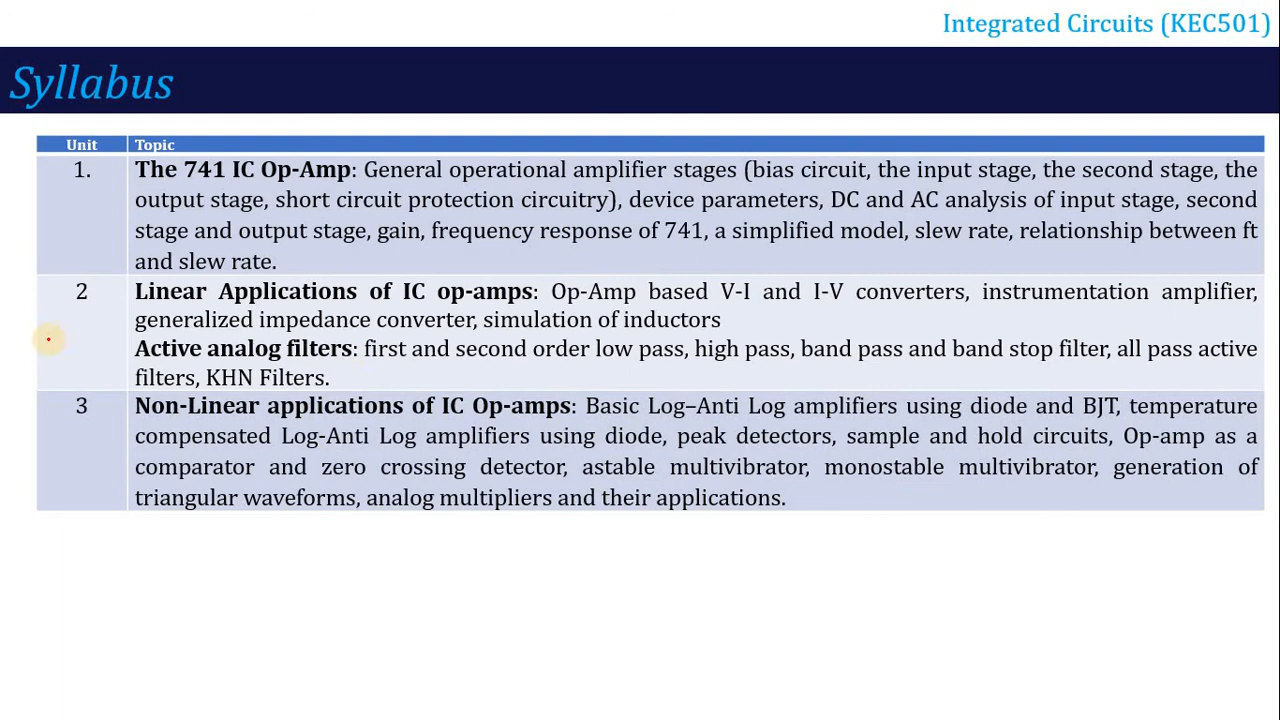 Integrated Circuits (KEC501)
Syllabus
Unit Topic
1. The 741 IC Op-Amp: General operational amplifier stages (bias circuit, the input stage, the second stage, the
output stage, short circuit protection circuitry), device parameters, DC and AC analysis of input stage, second
stage and output stage, gain, frequency response of 741, a simplified model, slew rate, relationship between ft
and slew rate.
2 Linear Applications of IC op-amps: Op-Amp based V-I and I-V converters, instrumentation amplifier,
generalized impedance converter, simulation of inductors
Active analog filters: first and second order low pass, high pass, band pass and band stop filter, all pass active
filters, KHN Filters.
3 Non-Linear applications of IC Op-amps: Basic Log–Anti Log amplifiers using diode and BJT, temperature
compensated Log-Anti Log amplifiers using diode, peak detectors, sample and hold circuits, Op-amp as a
comparator and zero crossing detector, astable multivibrator, monostable multivibrator, generation of
triangular waveforms, analog multipliers and their applications.